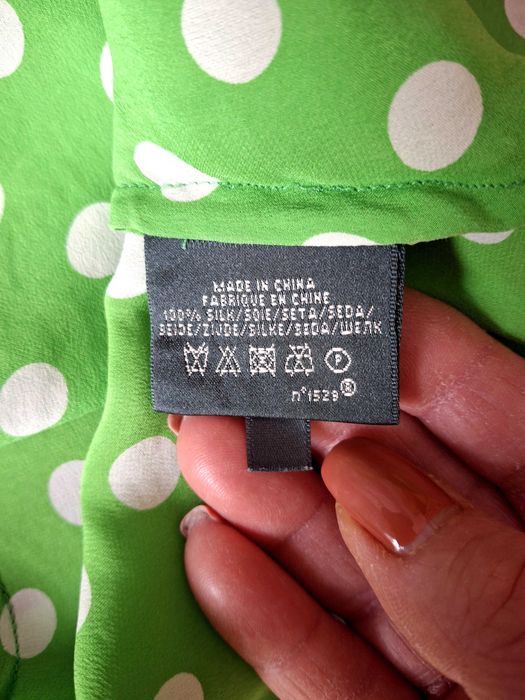 MADE IN CHINA
FABRIQUE EN CHINE
100% SILK/SOIE/SETA/SEDA/
SEIDE/ZIJDE/SILKE/SEDA/ШЕЛК
P
n°1529®